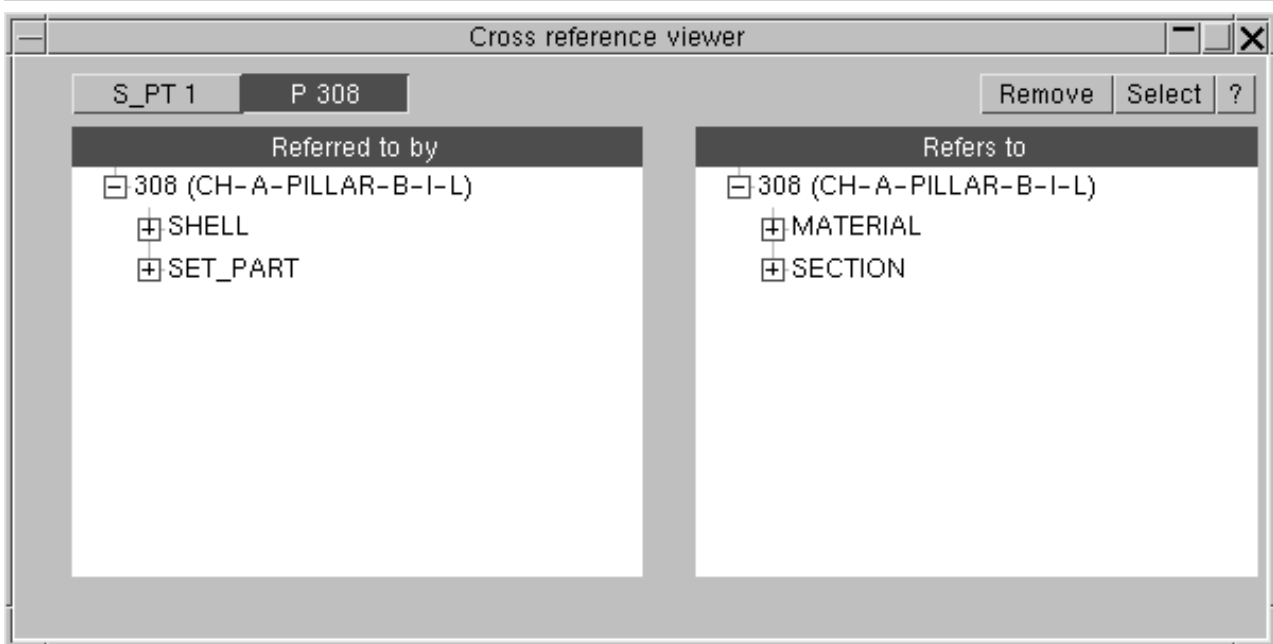 Cross reference viewer
S_PT 1 P 308 Remove Select ?
Referred to by
308 (CH-A-PILLAR-B-I-L)
SHELL
SET_PART
Refers to
308 (CH-A-PILLAR-B-I-L)
MATERIAL
SECTION